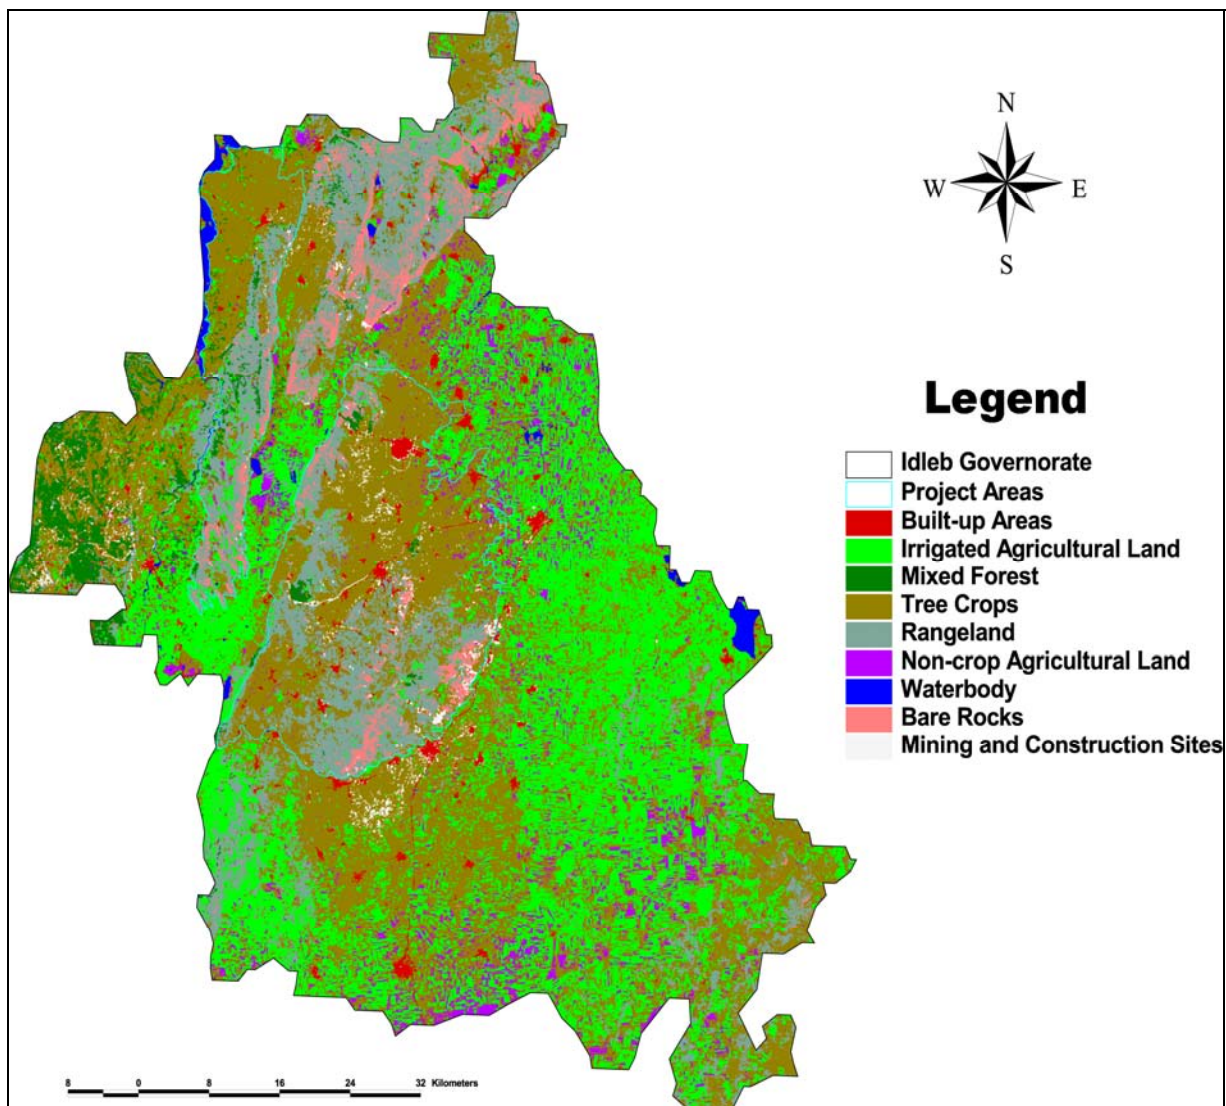 N
W E
S
Legend
Idleb Governorate
Project Areas
Built-up Areas
Irrigated Agricultural Land
Mixed Forest
Tree Crops
Rangeland
Non-crop Agricultural Land
Waterbody
Bare Rocks
Mining and Construction Sites
8 0 8 16 24 32 Kilometers